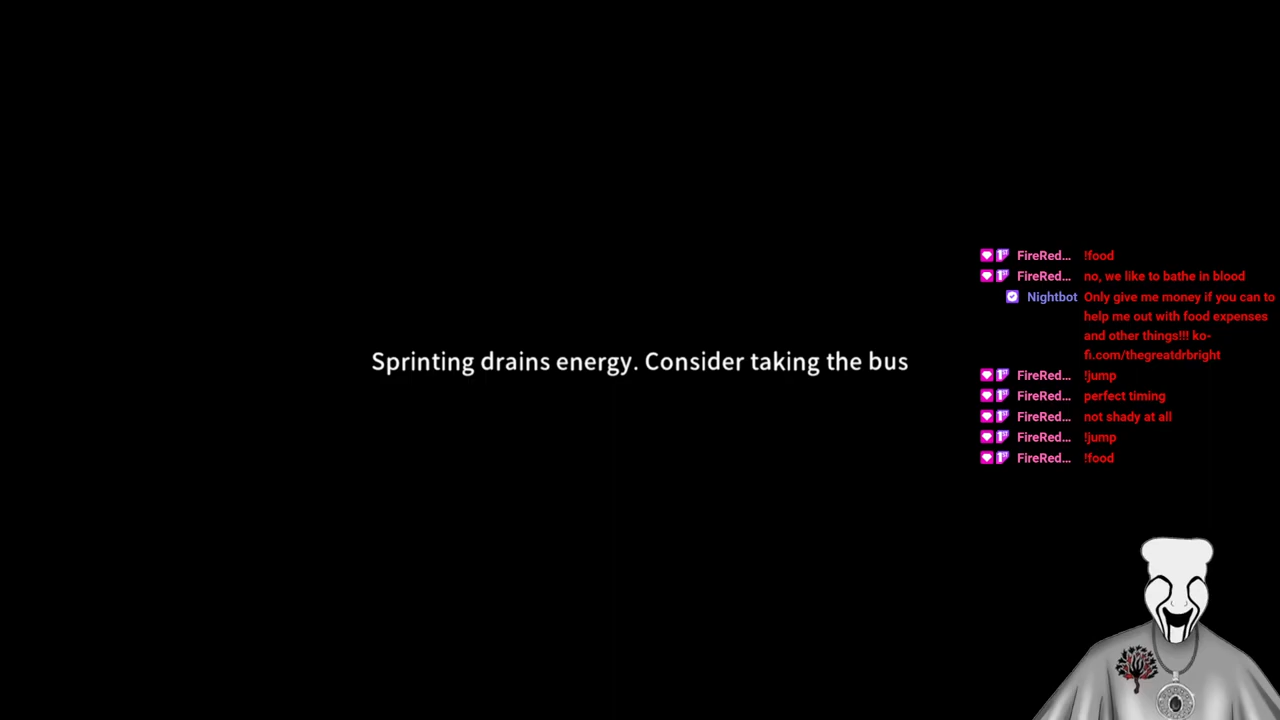 Sprinting drains energy. Consider taking the bus
FireRed... !food
FireRed... no, we like to bathe in blood
Nightbot Only give me money if you can to
help me out with food expenses
and other things!!! ko-
fi.com/thegreatdrbright
FireRed... !jump
FireRed... perfect timing
FireRed... not shady at all
FireRed... !jump
FireRed... !food